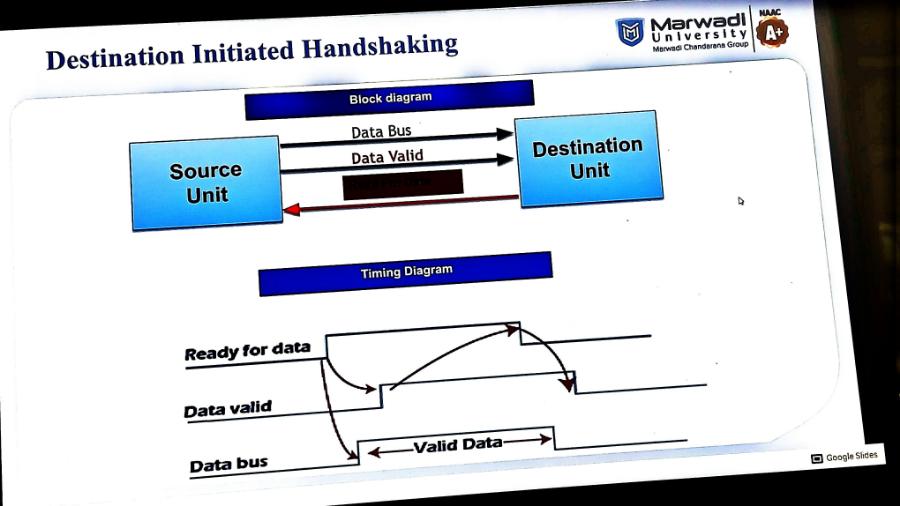 Destination Initiated Handshaking
Marwadi
University
Marwadi Chandarana Group
NAAC
A+
Block diagram
Data Bus
Data Valid
Source
Unit
Destination
Unit
Timing Diagram
Ready for data
Data valid
Data bus
Valid Data
Google Slides